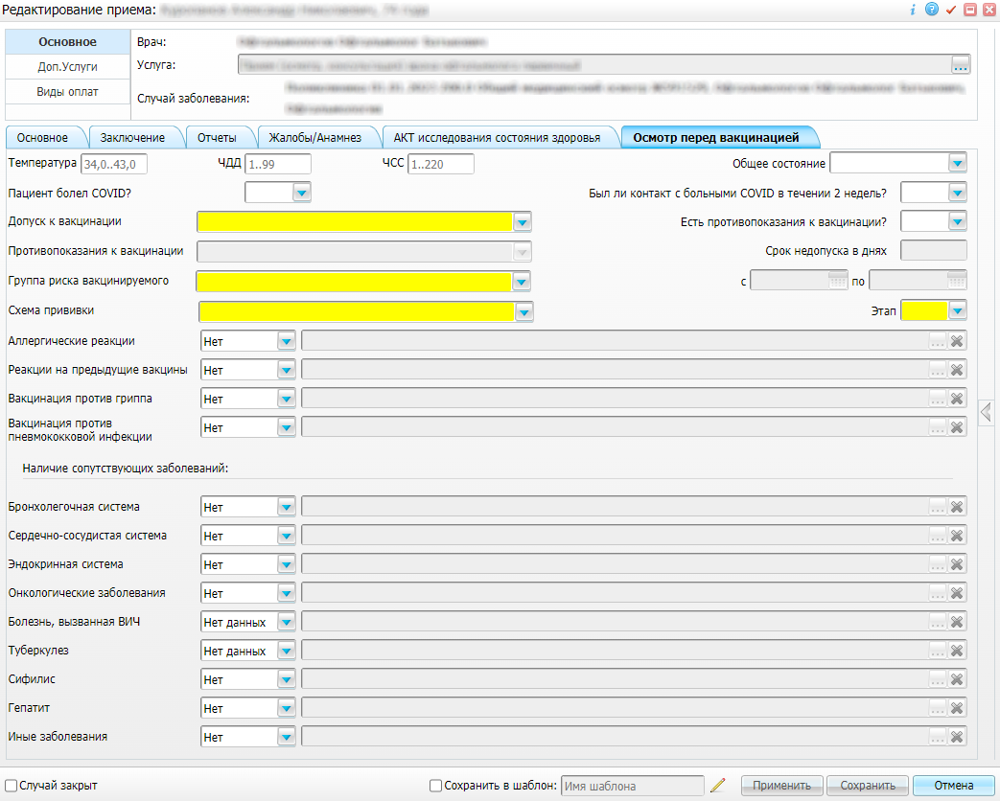 Редактирование приема:
Основное
Доп.Услуги
Виды оплат
Врач:
Услуга:
...
Случай заболевания:
Основное Заключение Отчеты Жалобы/Анамнез АКТ исследования состояния здоровья Осмотр перед вакцинацией
Температура 34,0..43,0 ЧДД 1..99 ЧСС 1..220 Общее состояние
Пациент болел COVID? Был ли контакт с больными COVID в течении 2 недель?
Допуск к вакцинации Есть противопоказания к вакцинации?
Противопоказания к вакцинации Срок недопуска в днях
Группа риска вакцинируемого с по
Схема прививки Этап
Аллергические реакции Нет ...
Реакции на предыдущие вакцины Нет ...
Вакцинация против гриппа Нет ...
Вакцинация против
пневмококковой инфекции Нет ...
Наличие сопутствующих заболеваний:
Бронхолегочная система Нет ...
Сердечно-сосудистая система Нет ...
Эндокринная система Нет ...
Онкологические заболевания Нет ...
Болезнь, вызванная ВИЧ Нет данных ...
Туберкулез Нет данных ...
Сифилис Нет ...
Гепатит Нет ...
Иные заболевания Нет ...
Случай закрыт Сохранить в шаблон: Имя шаблона Применить Сохранить Отмена